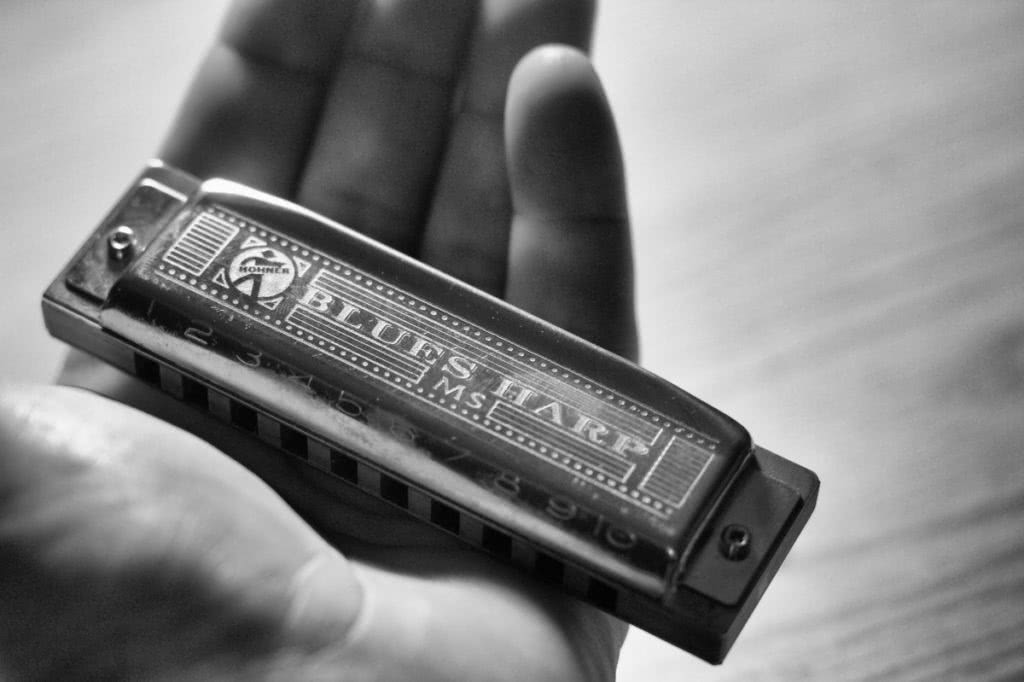 HOHNER
BLUES HARP
MS
1 2 3 4 5 6 7 8 9 10